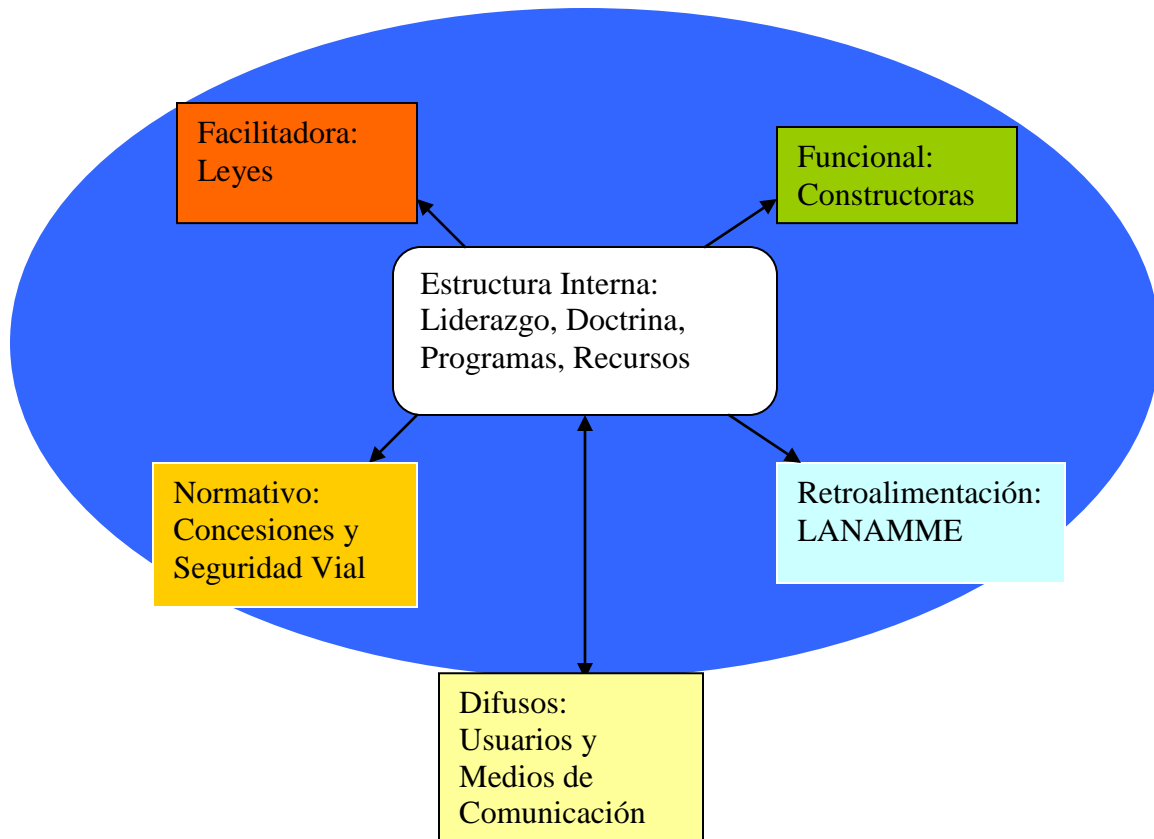 Facilitadora:
Leyes
Funcional:
Constructoras
Estructura Interna:
Liderazgo, Doctrina,
Programas, Recursos
Normativo:
Concesiones y
Seguridad Vial
Retroalimentación:
LANAMME
Difusos:
Usuarios y
Medios de
Comunicación